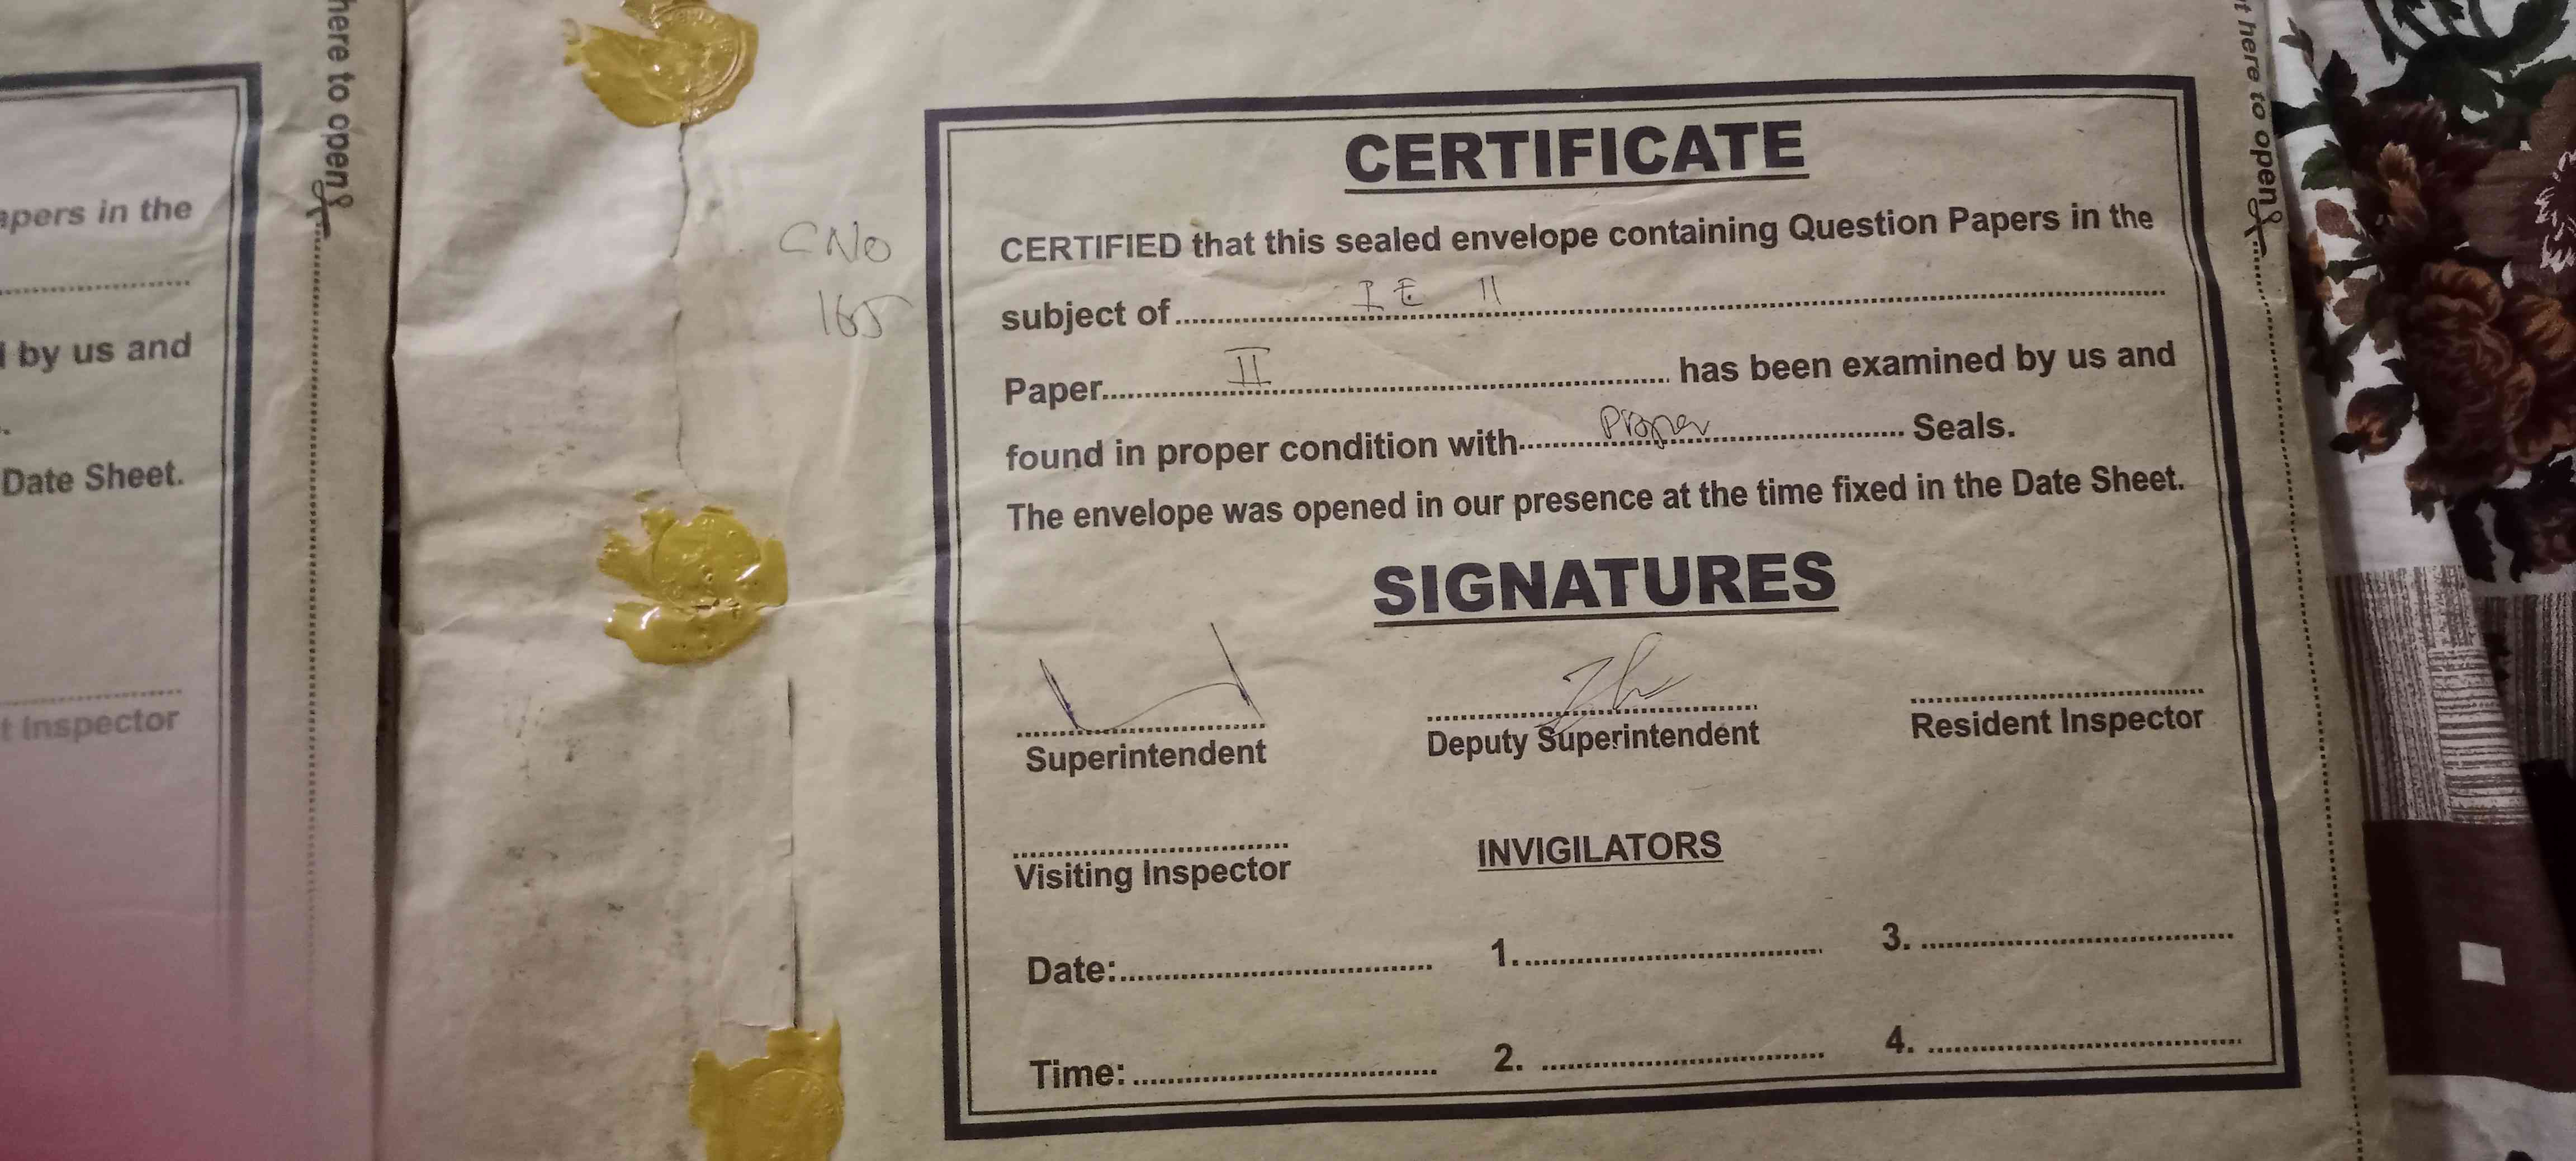 here to open
apers in the
by us and
Date Sheet.
t Inspector
C No
165
CERTIFICATE
CERTIFIED that this sealed envelope containing Question Papers in the
subject of I E II
Paper II has been examined by us and
found in proper condition with Proper Seals.
The envelope was opened in our presence at the time fixed in the Date Sheet.
SIGNATURES
Superintendent Deputy Superintendent Resident Inspector
Visiting Inspector INVIGILATORS
Date: 1. 3.
Time: 2. 4.
t here to open